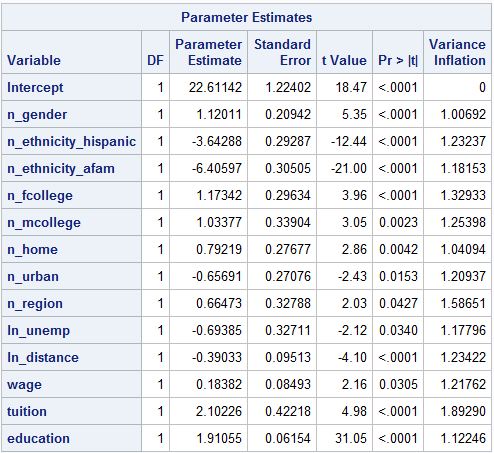 Parameter Estimates
Variable DF Parameter Estimate Standard Error t Value Pr > |t| Variance Inflation
Intercept 1 22.61142 1.22402 18.47 <.0001 0
n_gender 1 1.12011 0.20942 5.35 <.0001 1.00692
n_ethnicity_hispanic 1 -3.64288 0.29287 -12.44 <.0001 1.23237
n_ethnicity_afam 1 -6.40597 0.30505 -21.00 <.0001 1.18153
n_fcollege 1 1.17342 0.29634 3.96 <.0001 1.32933
n_mcollege 1 1.03377 0.33904 3.05 0.0023 1.25398
n_home 1 0.79219 0.27677 2.86 0.0042 1.04094
n_urban 1 -0.65691 0.27076 -2.43 0.0153 1.20937
n_region 1 0.66473 0.32788 2.03 0.0427 1.58651
ln_unemp 1 -0.69385 0.32711 -2.12 0.0340 1.17796
ln_distance 1 -0.39033 0.09513 -4.10 <.0001 1.23422
wage 1 0.18382 0.08493 2.16 0.0305 1.21762
tuition 1 2.10226 0.42218 4.98 <.0001 1.89290
education 1 1.91055 0.06154 31.05 <.0001 1.12246